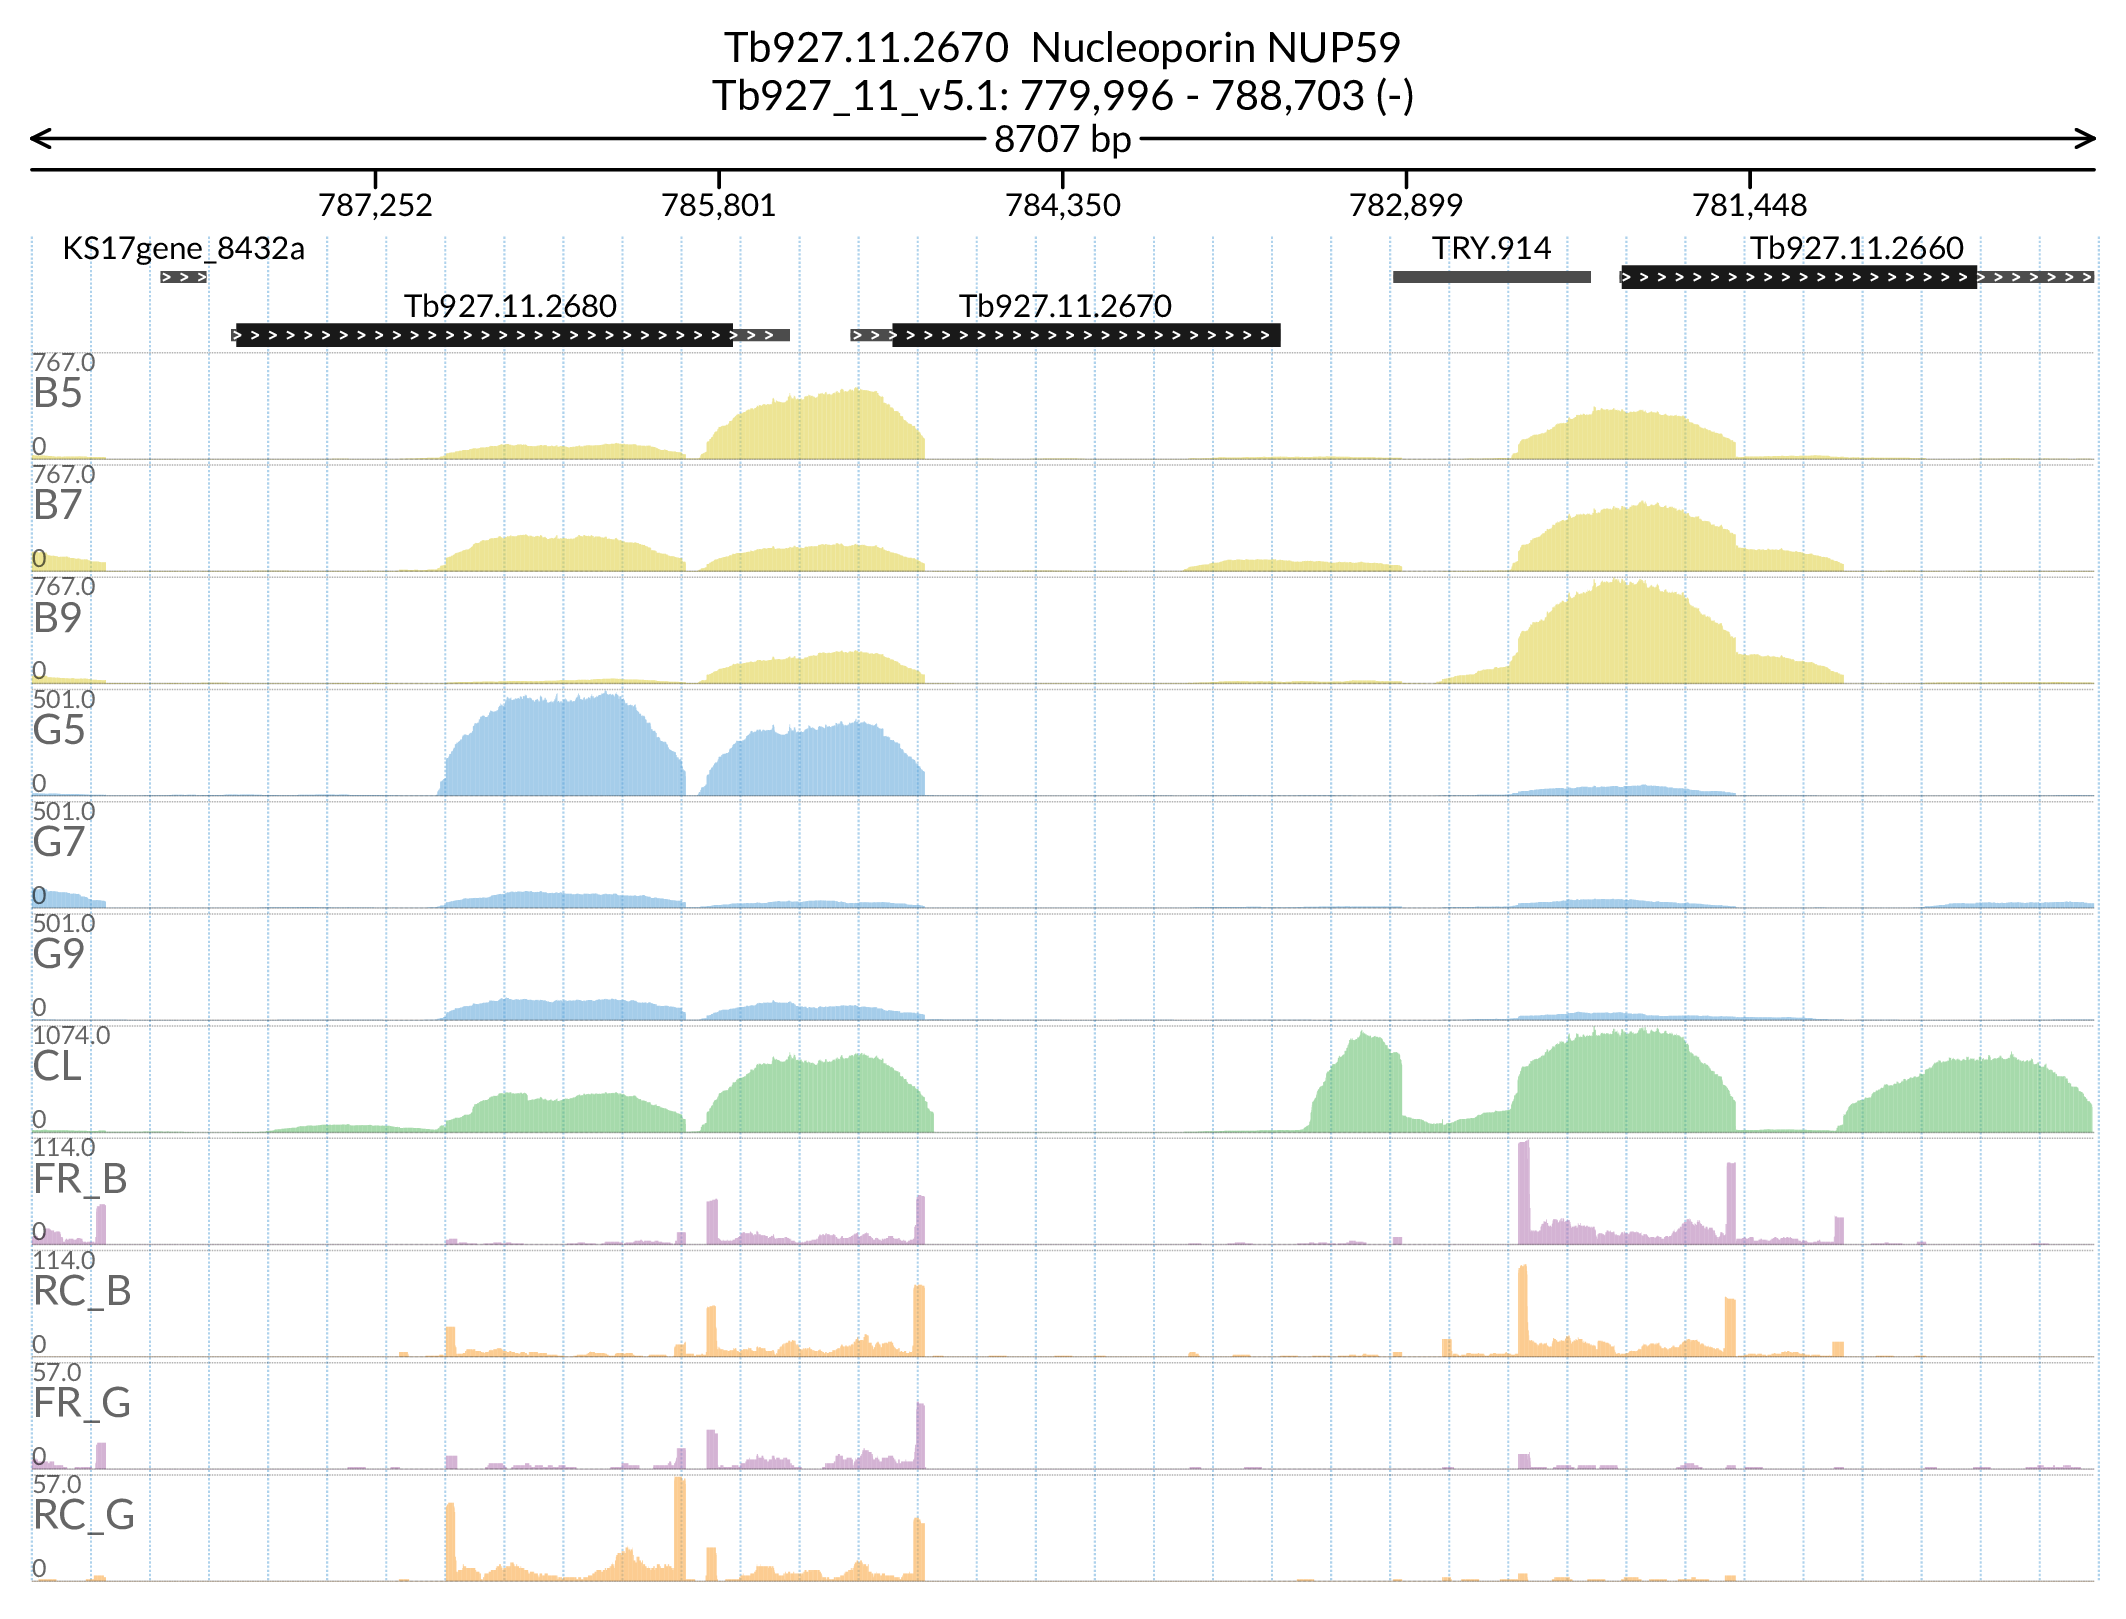 Tb927.11.2670  Nucleoporin NUP59
Tb927_11_v5.1: 779,996 - 788,703 (-)
8707 bp
787,252 785,801 784,350 782,899 781,448
KS17gene_8432a TRY.914 Tb927.11.2660
Tb927.11.2680 Tb927.11.2670
767.0
B5
0
767.0
B7
0
767.0
B9
0
501.0
G5
0
501.0
G7
0
501.0
G9
0
1074.0
CL
0
114.0
FR_B
0
114.0
RC_B
0
57.0
FR_G
0
57.0
RC_G
0